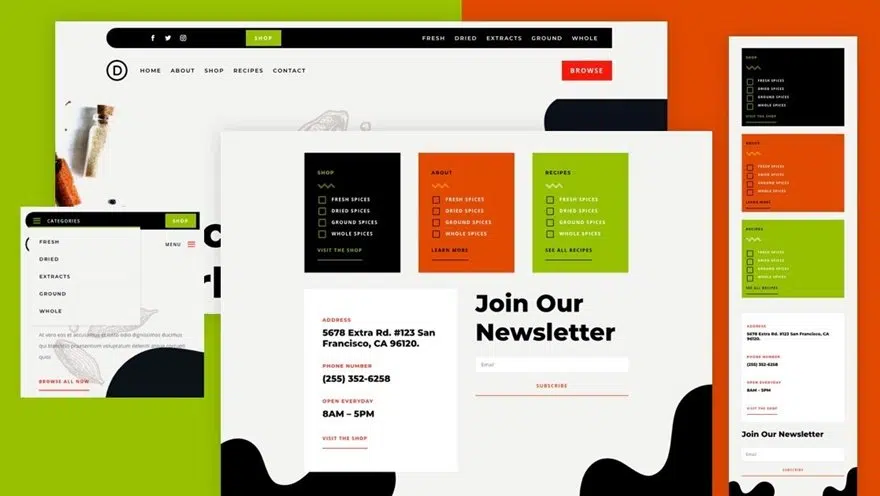 SHOP
FRESH DRIED EXTRACTS GROUND WHOLE
D
HOME ABOUT SHOP RECIPES CONTACT
BROWSE
CATEGORIES
SHOP
MENU
FRESH
DRIED
EXTRACTS
GROUND
WHOLE
At vero eos et accusamus et iusto odio dignissimos ducimus
qui blanditiis praesentium voluptatum deleniti atque corrupti
quos
BROWSE ALL NOW
SHOP
FRESH SPICES
DRIED SPICES
GROUND SPICES
WHOLE SPICES
VISIT THE SHOP
ABOUT
FRESH SPICES
DRIED SPICES
GROUND SPICES
WHOLE SPICES
LEARN MORE
RECIPES
FRESH SPICES
DRIED SPICES
GROUND SPICES
WHOLE SPICES
SEE ALL RECIPES
ADDRESS
5678 Extra Rd. #123 San
Francisco, CA 96120.
PHONE NUMBER
(255) 352-6258
OPEN EVERYDAY
8AM – 5PM
VISIT THE SHOP
Join Our
Newsletter
Email
SUBSCRIBE
SHOP
FRESH SPICES
DRIED SPICES
GROUND SPICES
WHOLE SPICES
VISIT THE SHOP
ABOUT
FRESH SPICES
DRIED SPICES
GROUND SPICES
WHOLE SPICES
LEARN MORE
RECIPES
FRESH SPICES
DRIED SPICES
GROUND SPICES
WHOLE SPICES
SEE ALL RECIPES
ADDRESS
5678 Extra Rd. #123 San Francisco, CA
96120.
PHONE NUMBER
(255) 352-6258
OPEN EVERYDAY
8AM – 5PM
VISIT THE SHOP
Join Our Newsletter
Email
SUBSCRIBE